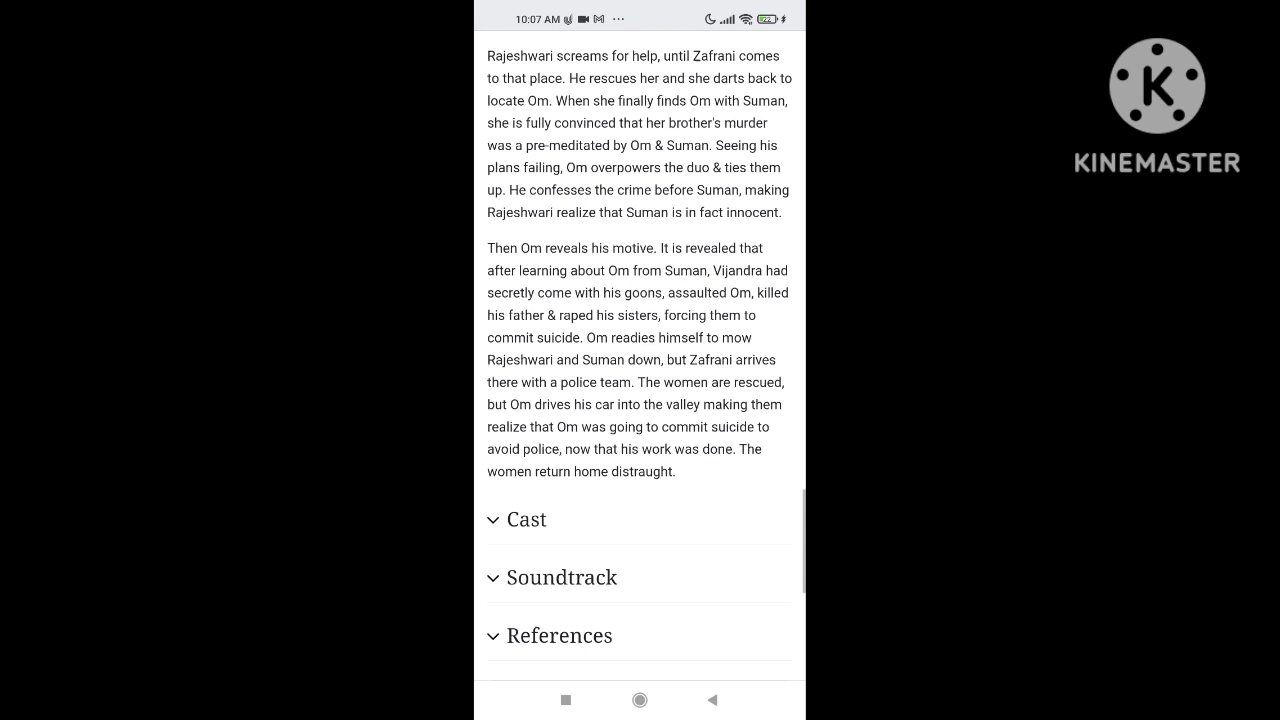 10:07 AM
22
Rajeshwari screams for help, until Zafrani comes
to that place. He rescues her and she darts back to
locate Om. When she finally finds Om with Suman,
she is fully convinced that her brother's murder
was a pre-meditated by Om & Suman. Seeing his
plans failing, Om overpowers the duo & ties them
up. He confesses the crime before Suman, making
Rajeshwari realize that Suman is in fact innocent.
Then Om reveals his motive. It is revealed that
after learning about Om from Suman, Vijandra had
secretly come with his goons, assaulted Om, killed
his father & raped his sisters, forcing them to
commit suicide. Om readies himself to mow
Rajeshwari and Suman down, but Zafrani arrives
there with a police team. The women are rescued,
but Om drives his car into the valley making them
realize that Om was going to commit suicide to
avoid police, now that his work was done. The
women return home distraught.
Cast
Soundtrack
References
K
KINEMASTER